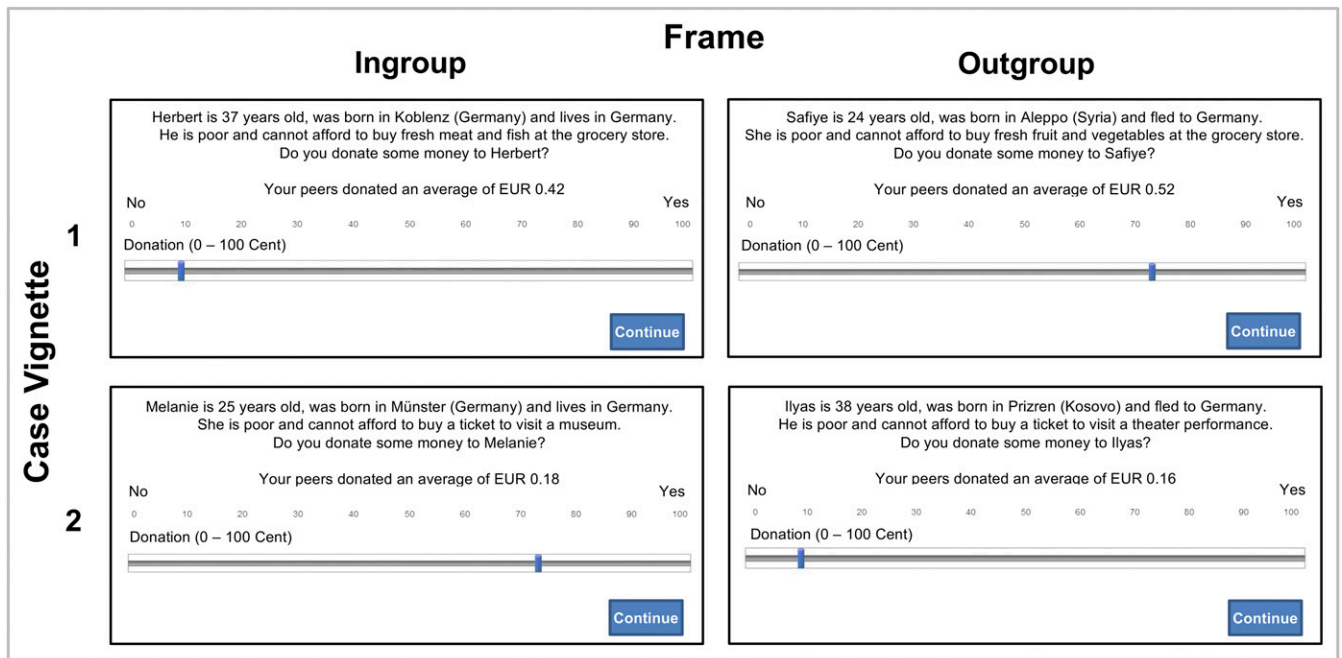 Frame
Ingroup
Outgroup
Case Vignette
1
Herbert is 37 years old, was born in Koblenz (Germany) and lives in Germany.
He is poor and cannot afford to buy fresh meat and fish at the grocery store.
Do you donate some money to Herbert?
Your peers donated an average of EUR 0.42
No Yes
0 10 20 30 40 50 60 70 80 90 100
Donation (0 – 100 Cent)
Continue
Safiye is 24 years old, was born in Aleppo (Syria) and fled to Germany.
She is poor and cannot afford to buy fresh fruit and vegetables at the grocery store.
Do you donate some money to Safiye?
Your peers donated an average of EUR 0.52
No Yes
0 10 20 30 40 50 60 70 80 90 100
Donation (0 – 100 Cent)
Continue
2
Melanie is 25 years old, was born in Münster (Germany) and lives in Germany.
She is poor and cannot afford to buy a ticket to visit a museum.
Do you donate some money to Melanie?
Your peers donated an average of EUR 0.18
No Yes
0 10 20 30 40 50 60 70 80 90 100
Donation (0 – 100 Cent)
Continue
Ilyas is 38 years old, was born in Prizren (Kosovo) and fled to Germany.
He is poor and cannot afford to buy a ticket to visit a theater performance.
Do you donate some money to Ilyas?
Your peers donated an average of EUR 0.16
No Yes
0 10 20 30 40 50 60 70 80 90 100
Donation (0 – 100 Cent)
Continue